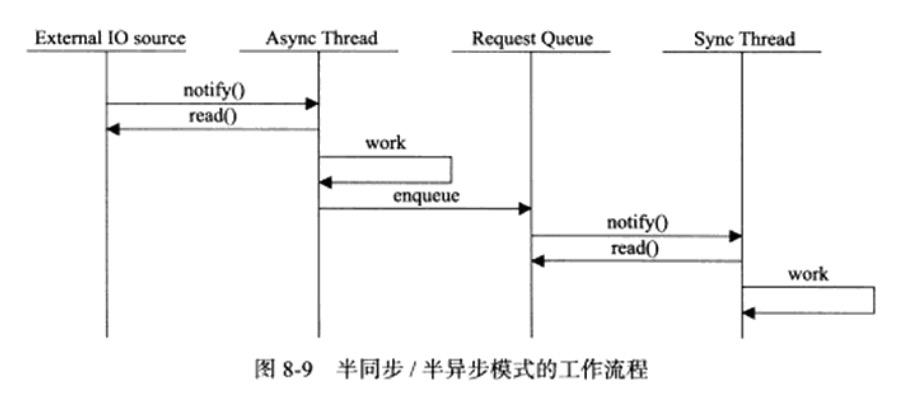 External IO source Async Thread Request Queue Sync Thread
notify()
read()
work
enqueue
notify()
read()
work
图 8-9 半同步 / 半异步模式的工作流程